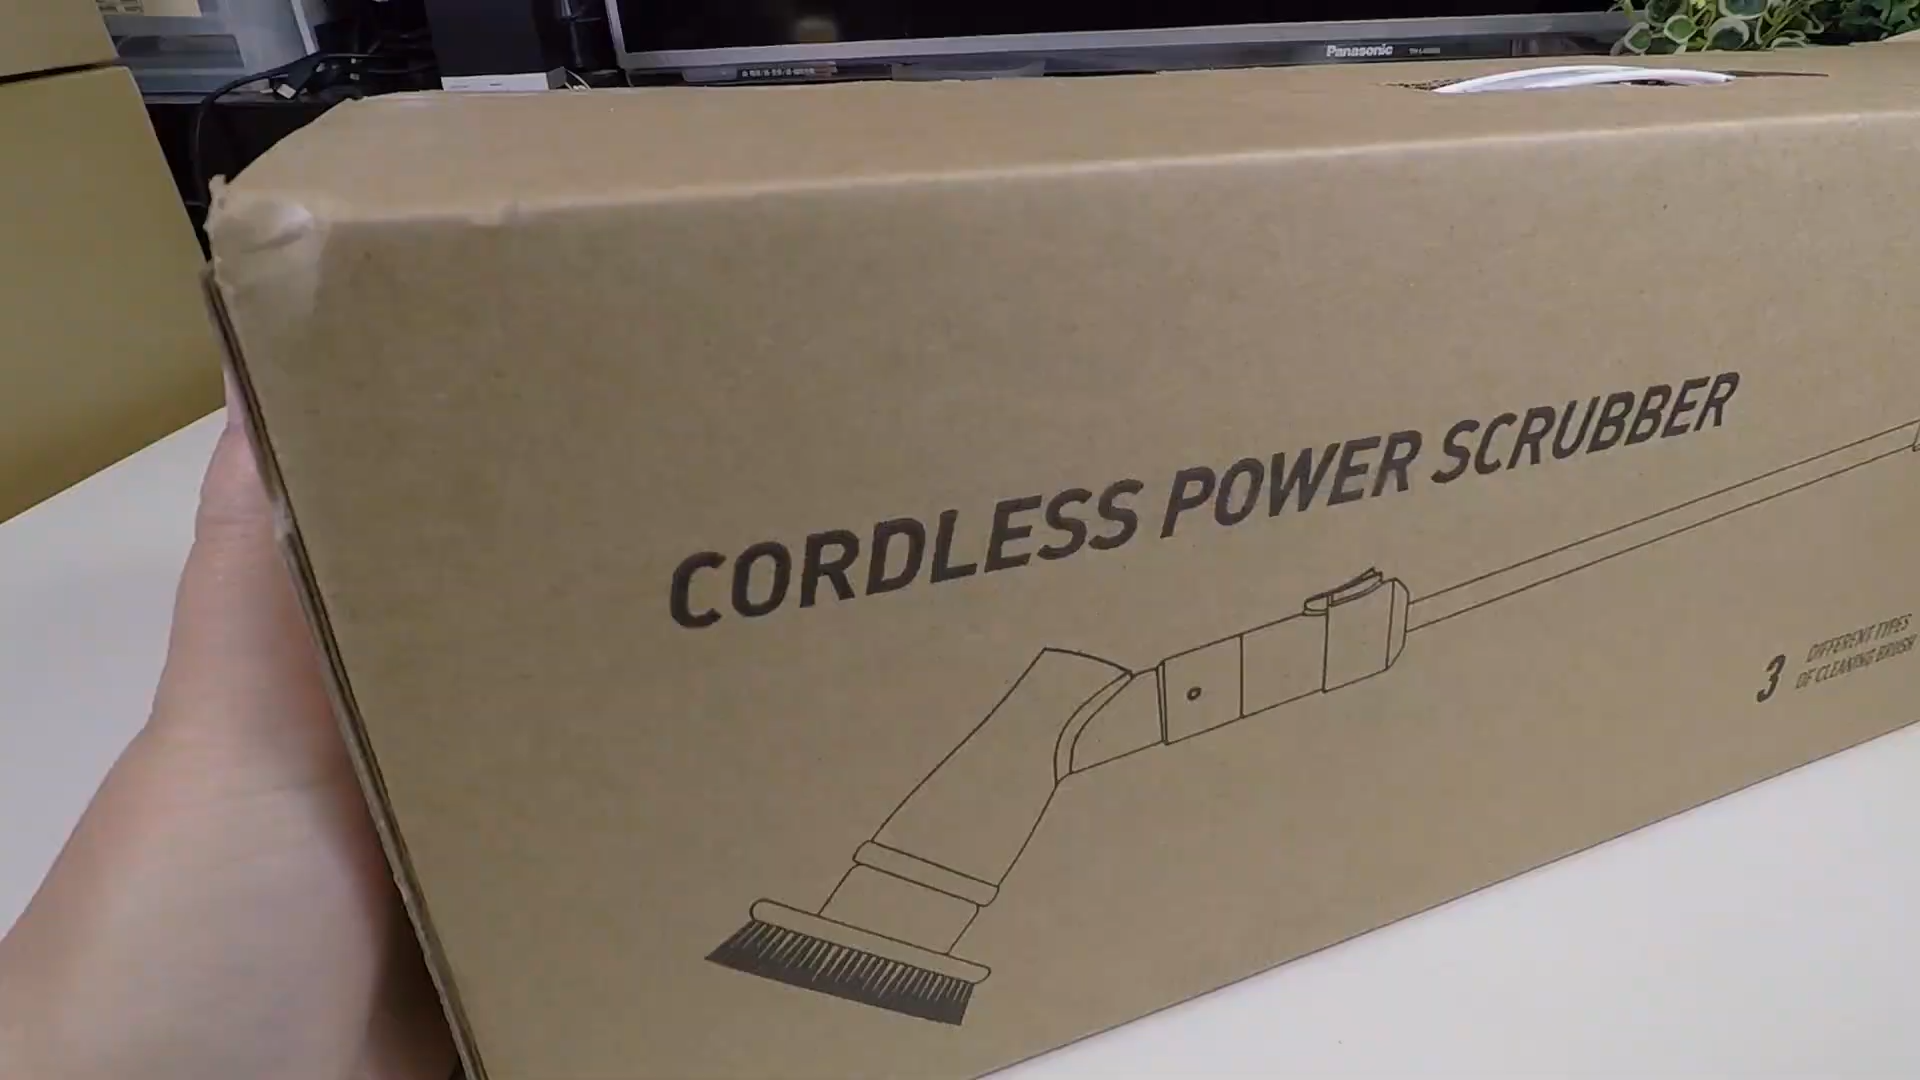 Panasonic
CORDLESS POWER SCRUBBER
3
DIFFERENT TYPES
OF CLEANING BRUSH